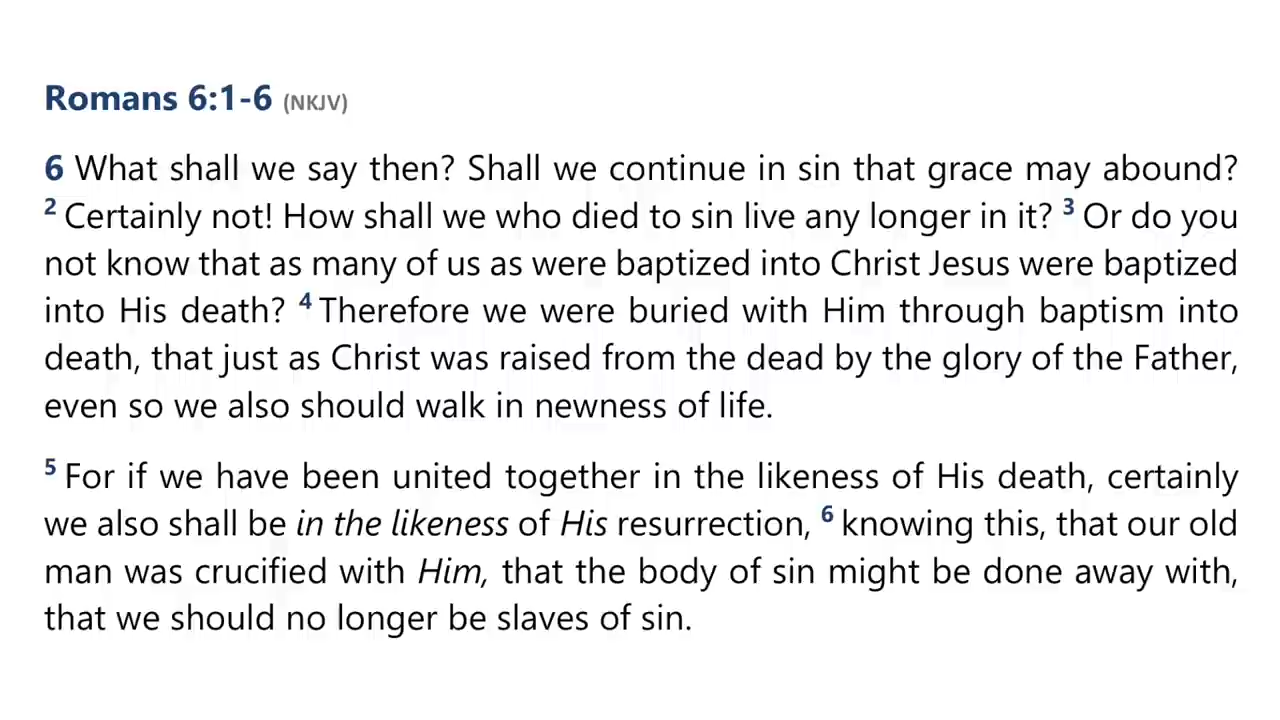 Romans 6:1-6 (NKJV)
6 What shall we say then? Shall we continue in sin that grace may abound?
2 Certainly not! How shall we who died to sin live any longer in it? 3 Or do you
not know that as many of us as were baptized into Christ Jesus were baptized
into His death? 4 Therefore we were buried with Him through baptism into
death, that just as Christ was raised from the dead by the glory of the Father,
even so we also should walk in newness of life.
5 For if we have been united together in the likeness of His death, certainly
we also shall be in the likeness of His resurrection, 6 knowing this, that our old
man was crucified with Him, that the body of sin might be done away with,
that we should no longer be slaves of sin.